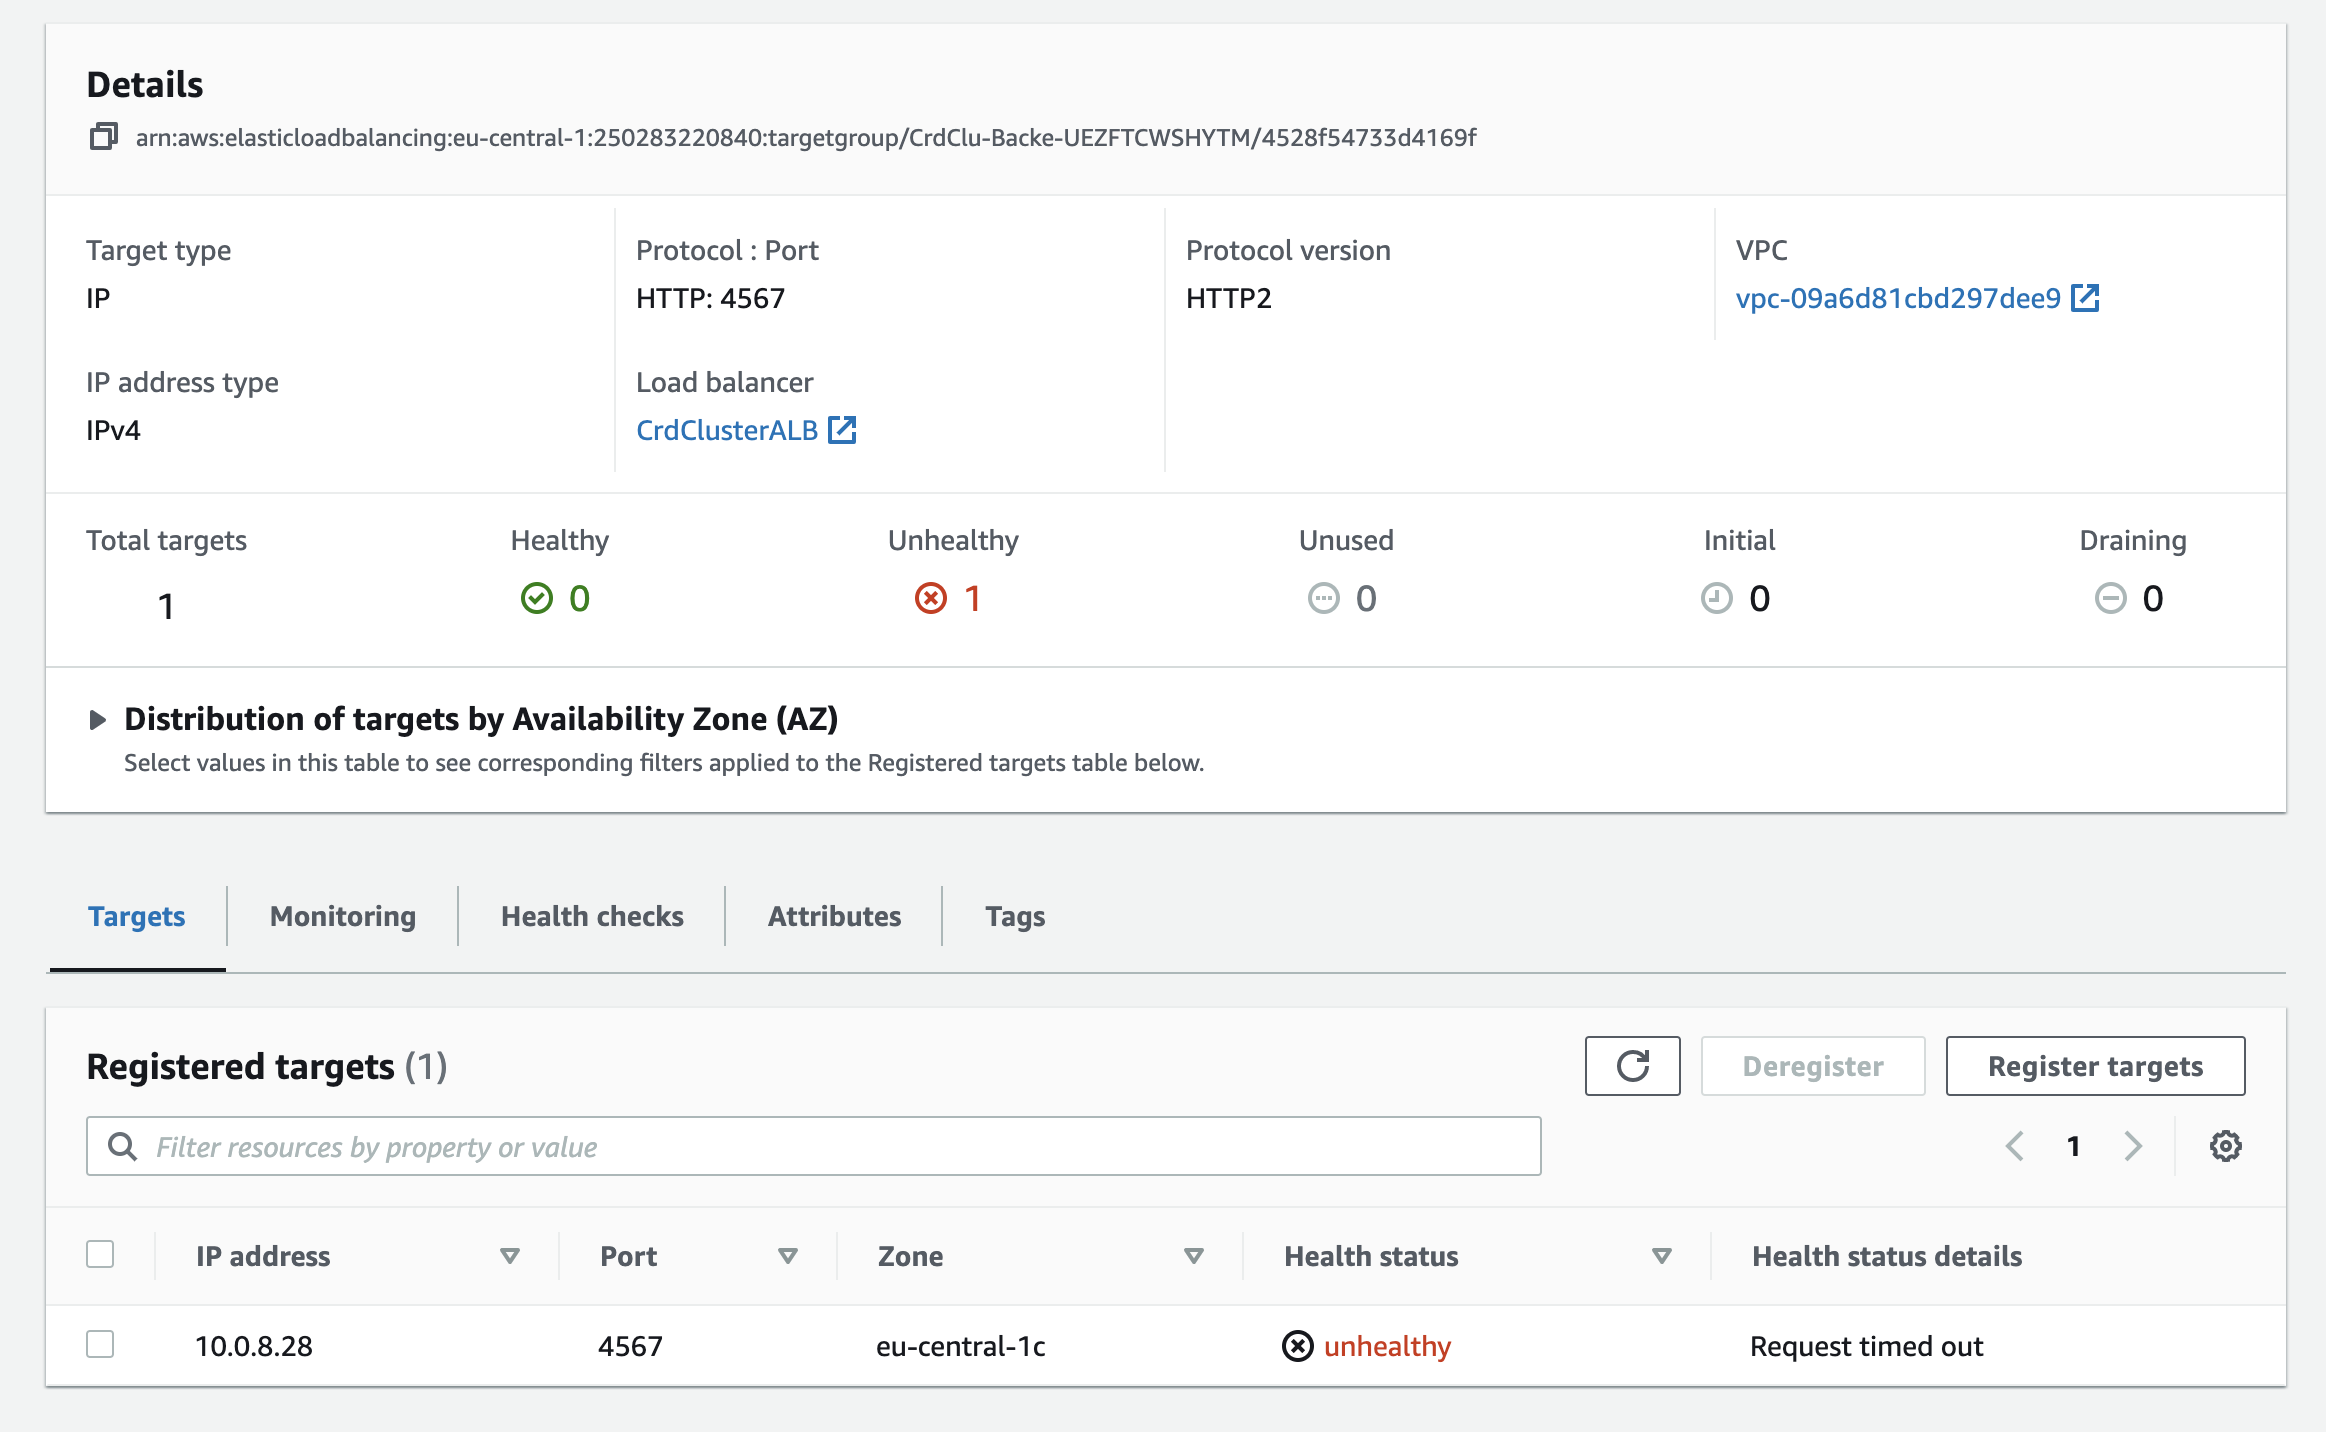 Details
arn:aws:elasticloadbalancing:eu-central-1:250283220840:targetgroup/CrdClu-Backe-UEZFTCWSHYTM/4528f54733d4169f
Target type
IP
Protocol : Port
HTTP: 4567
Protocol version
HTTP2
VPC
vpc-09a6d81cbd297dee9
IP address type
IPv4
Load balancer
CrdClusterALB
Total targets
1
Healthy
0
Unhealthy
1
Unused
0
Initial
0
Draining
0
Distribution of targets by Availability Zone (AZ)
Select values in this table to see corresponding filters applied to the Registered targets table below.
Targets
Monitoring
Health checks
Attributes
Tags
Registered targets (1)
Deregister
Register targets
Filter resources by property or value
1
IP address
Port
Zone
Health status
Health status details
10.0.8.28
4567
eu-central-1c
unhealthy
Request timed out